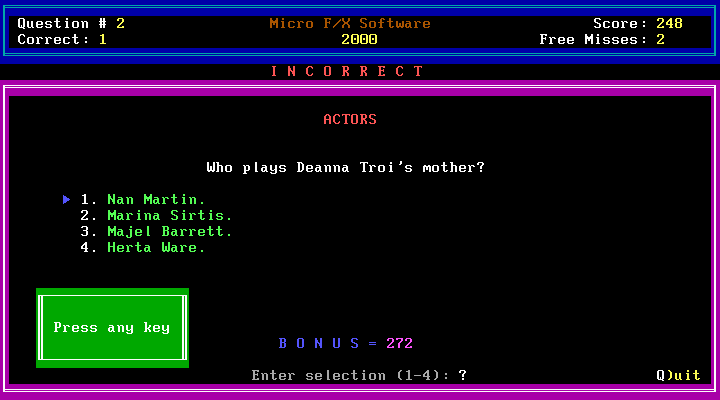 Question # 2 Micro F/X Software Score: 248
Correct: 1 2000 Free Misses: 2
I N C O R R E C T
ACTORS
Who plays Deanna Troi's mother?
► 1. Nan Martin.
2. Marina Sirtis.
3. Majel Barrett.
4. Herta Ware.
Press any key
B O N U S = 272
Enter selection (1-4): ? Q)uit